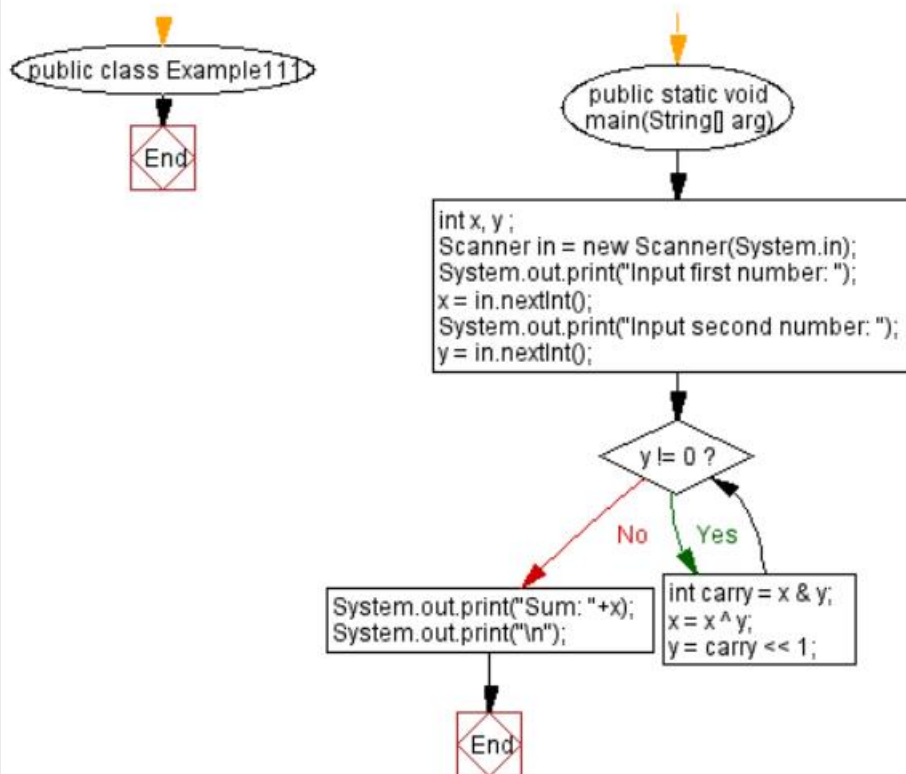 public class Example111
End
public static void
main(String[] arg)
int x, y ;
Scanner in = new Scanner(System.in);
System.out.print("Input first number: ");
x = in.nextInt();
System.out.print("Input second number: ");
y = in.nextInt();
y != 0 ?
No
Yes
System.out.print("Sum: "+x);
System.out.print("\n");
int carry = x & y;
x = x ^ y;
y = carry << 1;
End